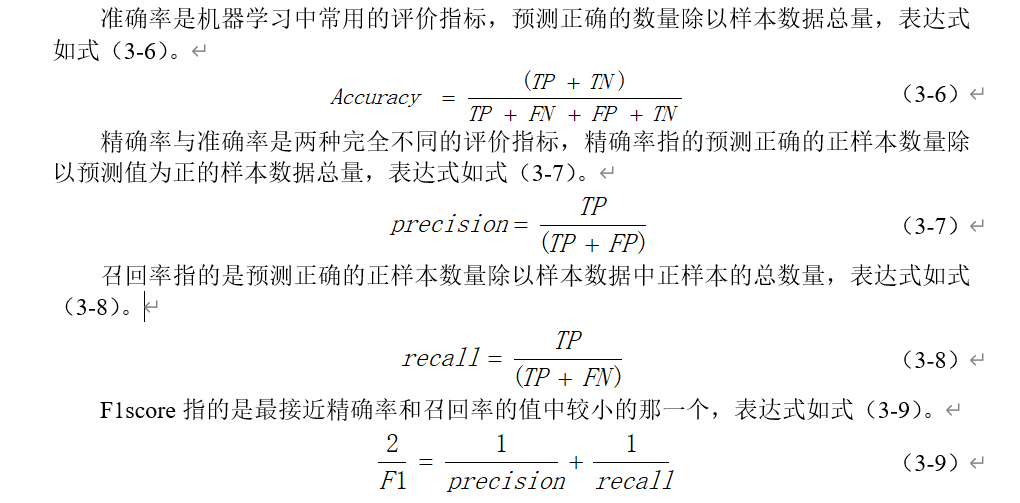 准确率是机器学习中常用的评价指标，预测正确的数量除以样本数据总量，表达式
如式（3-6）。
Accuracy = (TP + TN) / TP + FN + FP + TN （3-6）
精确率与准确率是两种完全不同的评价指标，精确率指的预测正确的正样本数量除
以预测值为正的样本数据总量，表达式如式（3-7）。
precision = TP / (TP + FP) （3-7）
召回率指的是预测正确的正样本数量除以样本数据中正样本的总数量，表达式如式
（3-8）。
recall = TP / (TP + FN) （3-8）
F1score 指的是最接近精确率和召回率的值中较小的那一个，表达式如式（3-9）。
2 / F1 = 1 / precision + 1 / recall （3-9）